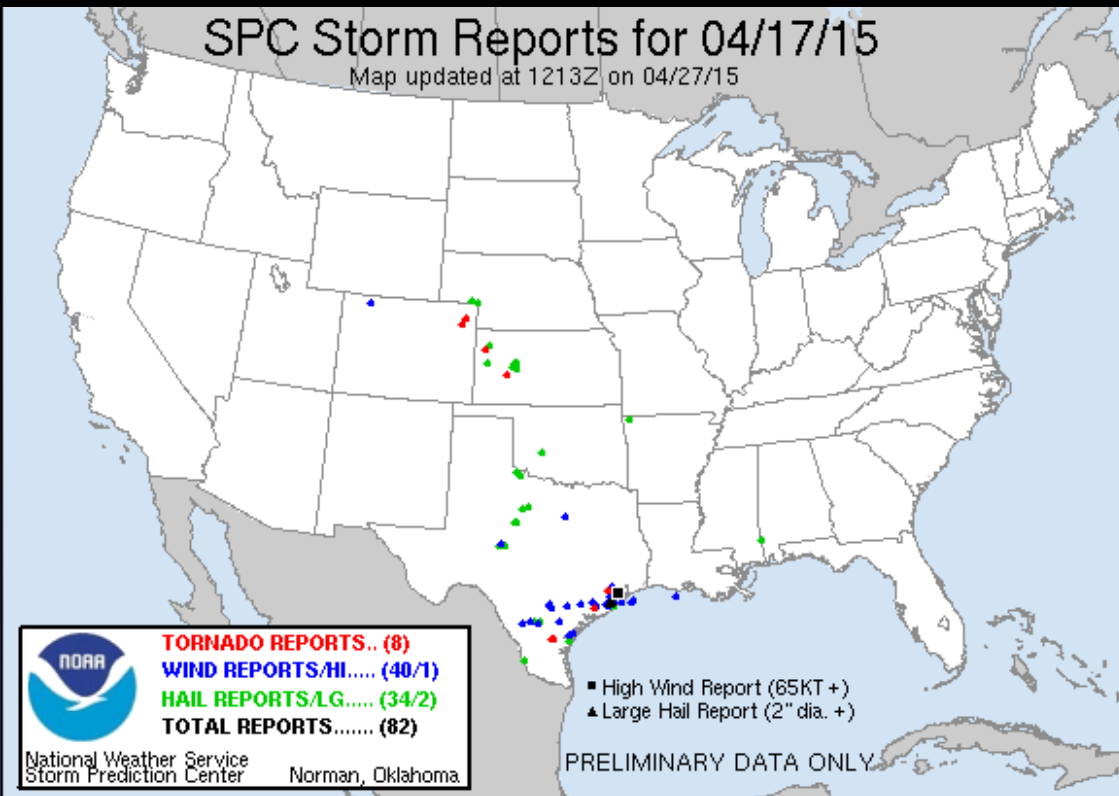 SPC Storm Reports for 04/17/15
Map updated at 1213Z on 04/27/15
NOAA
TORNADO REPORTS.. (8)
WIND REPORTS/HI..... (40/1)
HAIL REPORTS/LG..... (34/2)
TOTAL REPORTS....... (82)
National Weather Service
Storm Prediction Center Norman, Oklahoma
High Wind Report (65KT +)
Large Hail Report (2" dia. +)
PRELIMINARY DATA ONLY